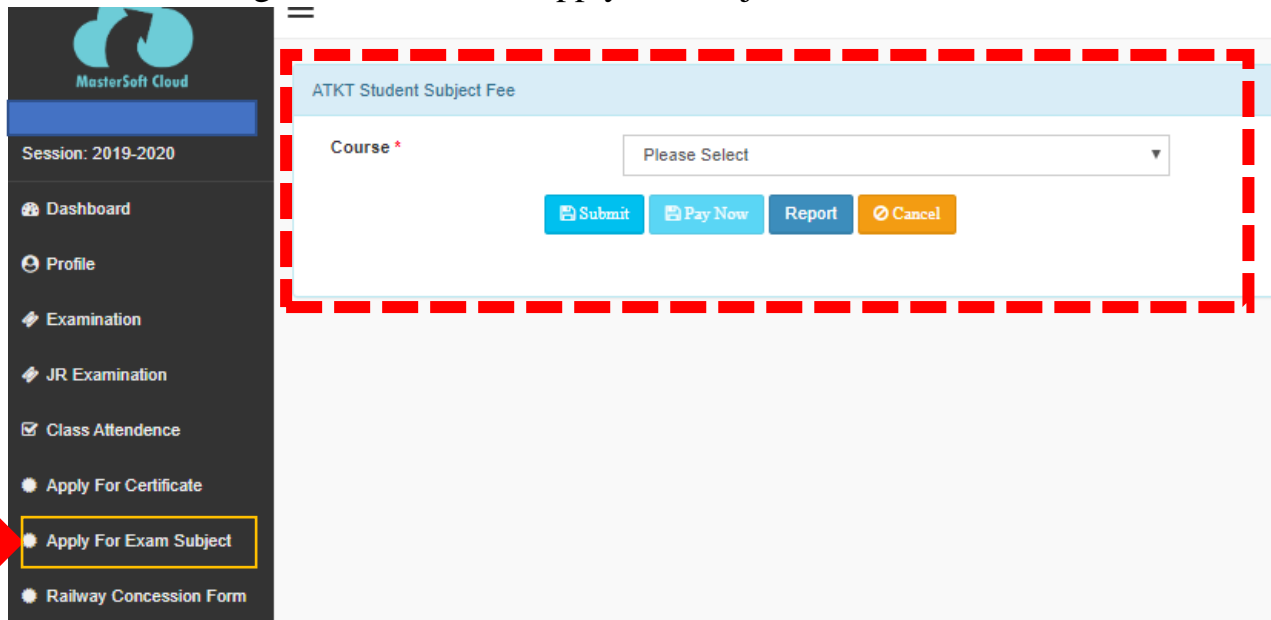 MasterSoft Cloud
Session: 2019-2020
Dashboard
Profile
Examination
JR Examination
Class Attendence
Apply For Certificate
Apply For Exam Subject
Railway Concession Form
ATKT Student Subject Fee
Course *
Please Select
Submit Pay Now Report Cancel